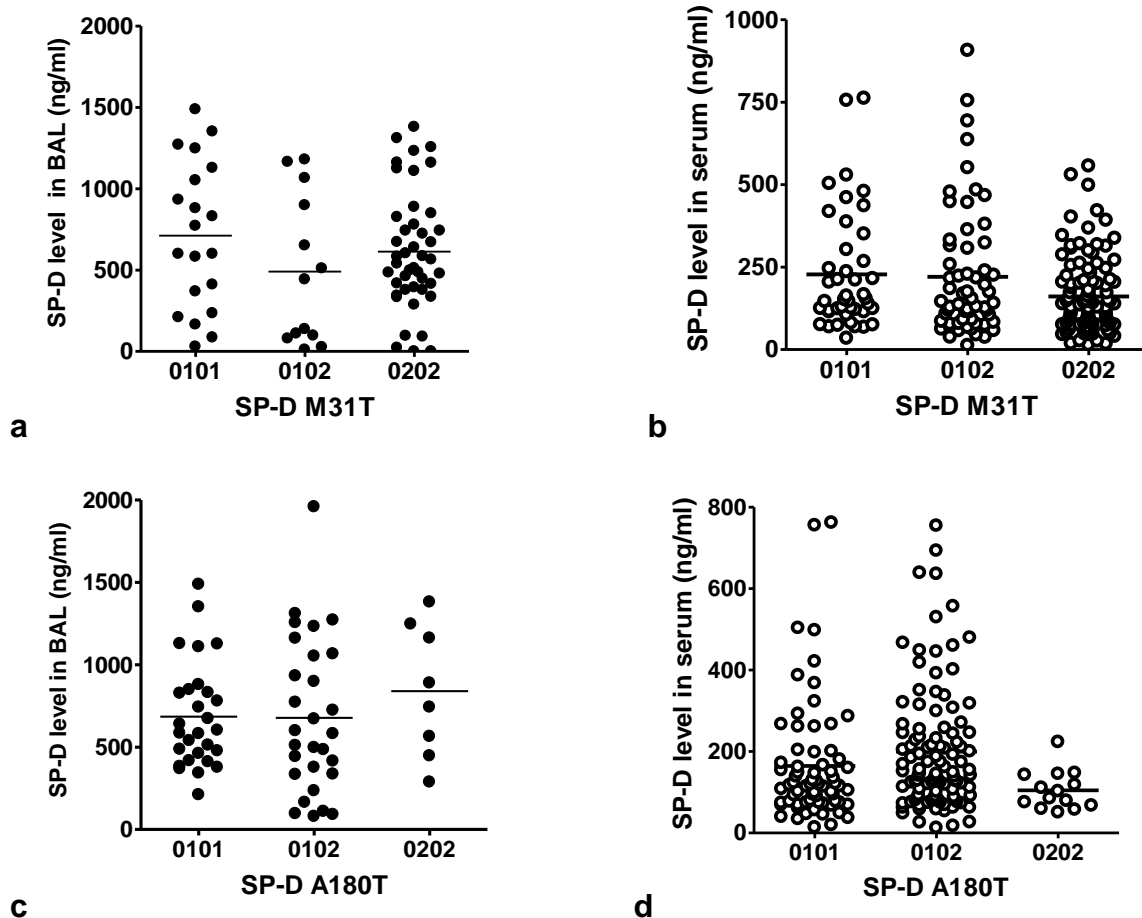 SP-D level in BAL (ng/ml)
2000
1500
1000
500
0
0101 0102 0202
SP-D M31T
a
SP-D level in serum (ng/ml)
1000
750
500
250
0
0101 0102 0202
SP-D M31T
b
SP-D level in BAL (ng/ml)
2000
1500
1000
500
0
0101 0102 0202
SP-D A180T
c
SP-D level in serum (ng/ml)
800
600
400
200
0
0101 0102 0202
SP-D A180T
d